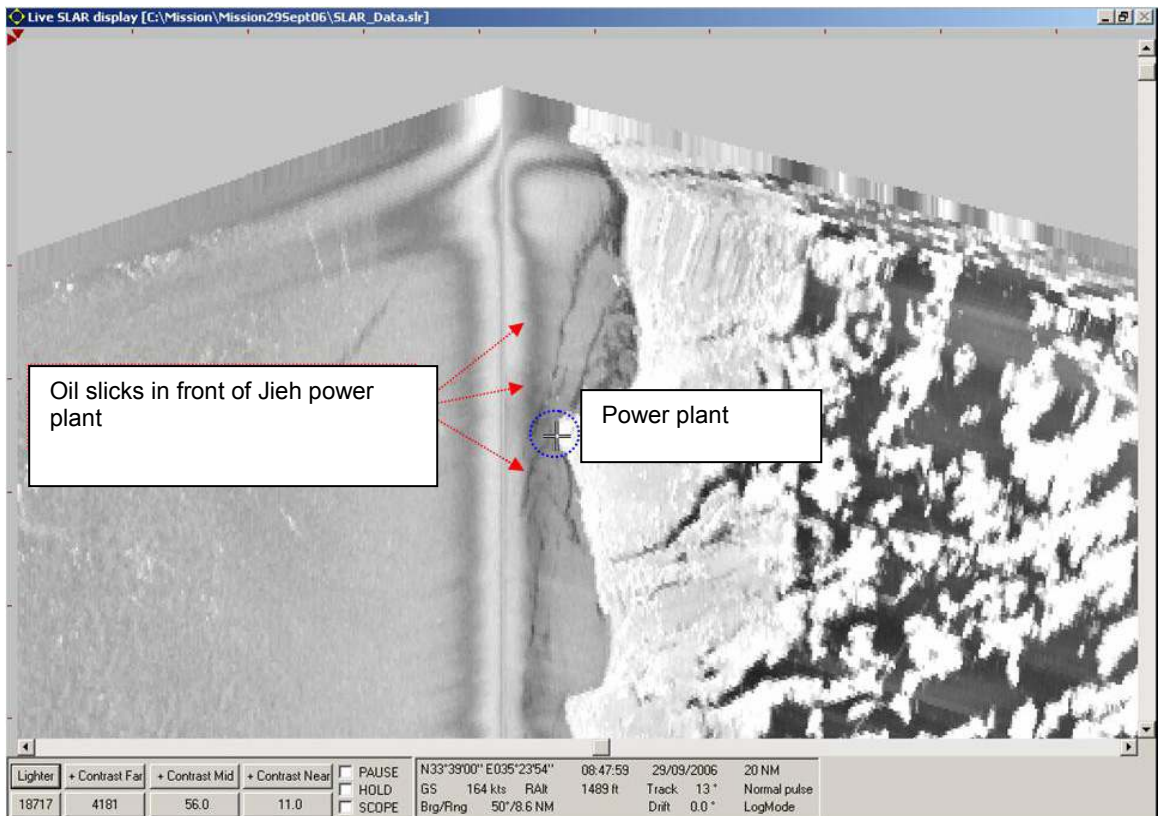 Live SLAR display [C:\Mission\Mission29Sept06\SLAR_Data.slr]
Oil slicks in front of Jieh power
plant
Power plant
Lighter + Contrast Far + Contrast Mid + Contrast Near PAUSE
HOLD
18717 4181 56.0 11.0 SCOPE
N33°39'00" E035°23'54" 08:47:59 29/09/2006 20 NM
GS 164 kts RAlt 1489 ft Track 13° Normal pulse
Brg/Rng 50°/8.6 NM Drift 0.0° LogMode